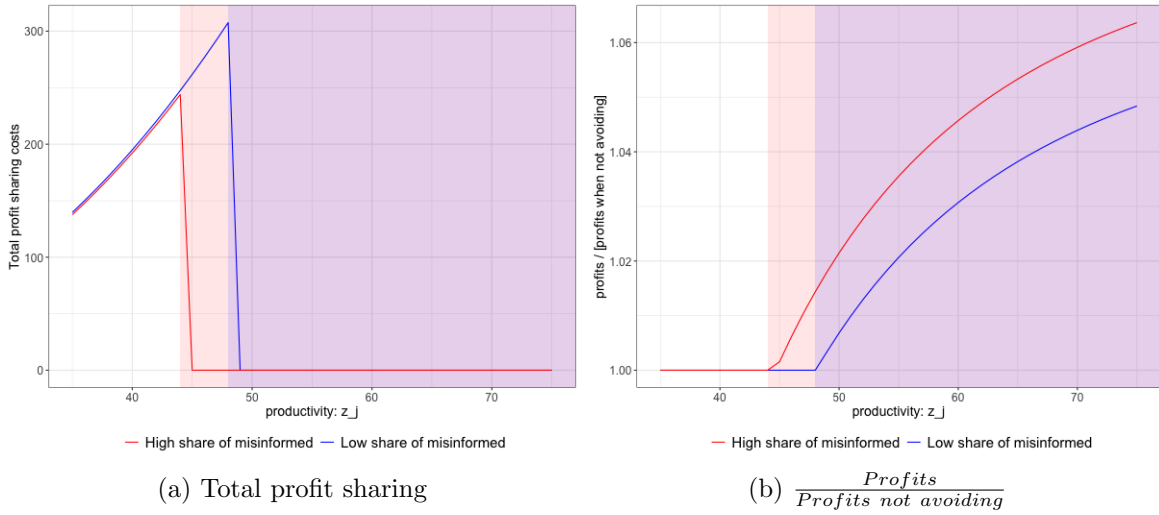 Total profit sharing costs
300
200
100
0
40
50
60
70
productivity: z_j
High share of misinformed
Low share of misinformed
(a) Total profit sharing
profits / [profits when not avoiding]
1.06
1.04
1.02
1.00
40
50
60
70
productivity: z_j
High share of misinformed
Low share of misinformed
(b) Profits
Profits not avoiding